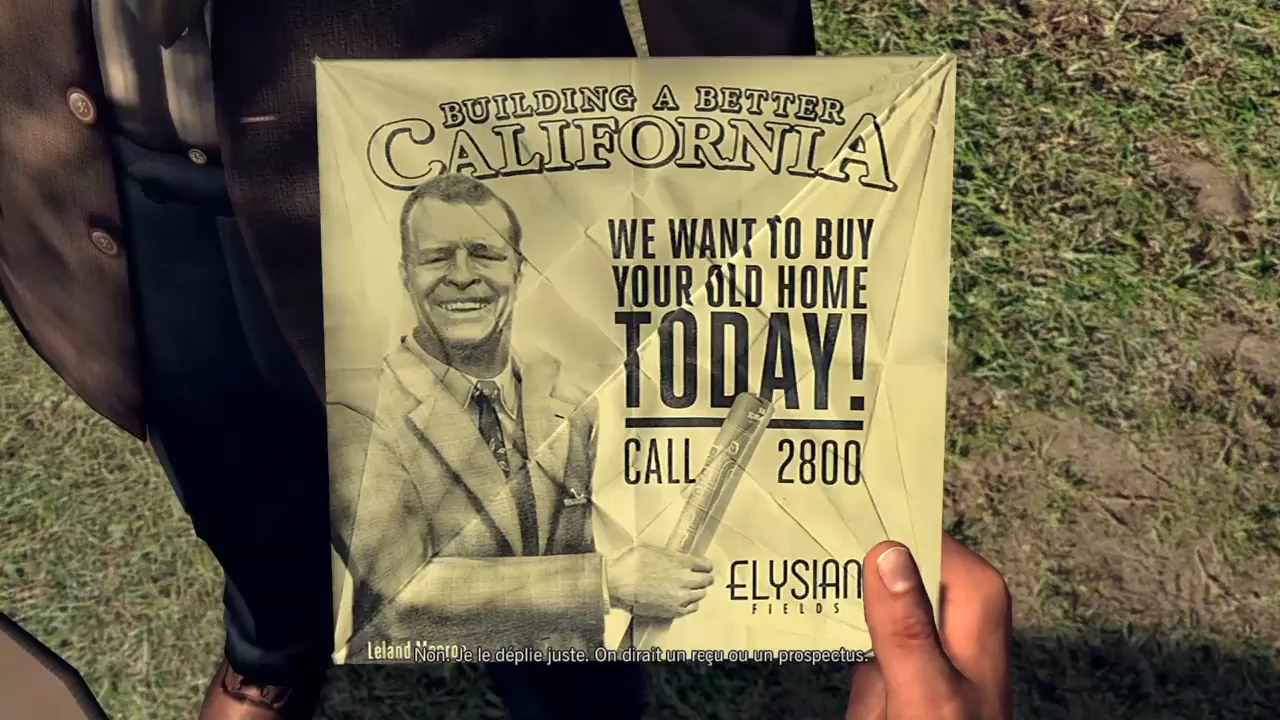 BUILDING A BETTER
CALIFORNIA
WE WANT TO BUY
YOUR OLD HOME
TODAY!
CALL 2800
ELYSIAN
FIELDS
Leland
Non! Je le déplie juste. On dirait un reçu ou un prospectus.